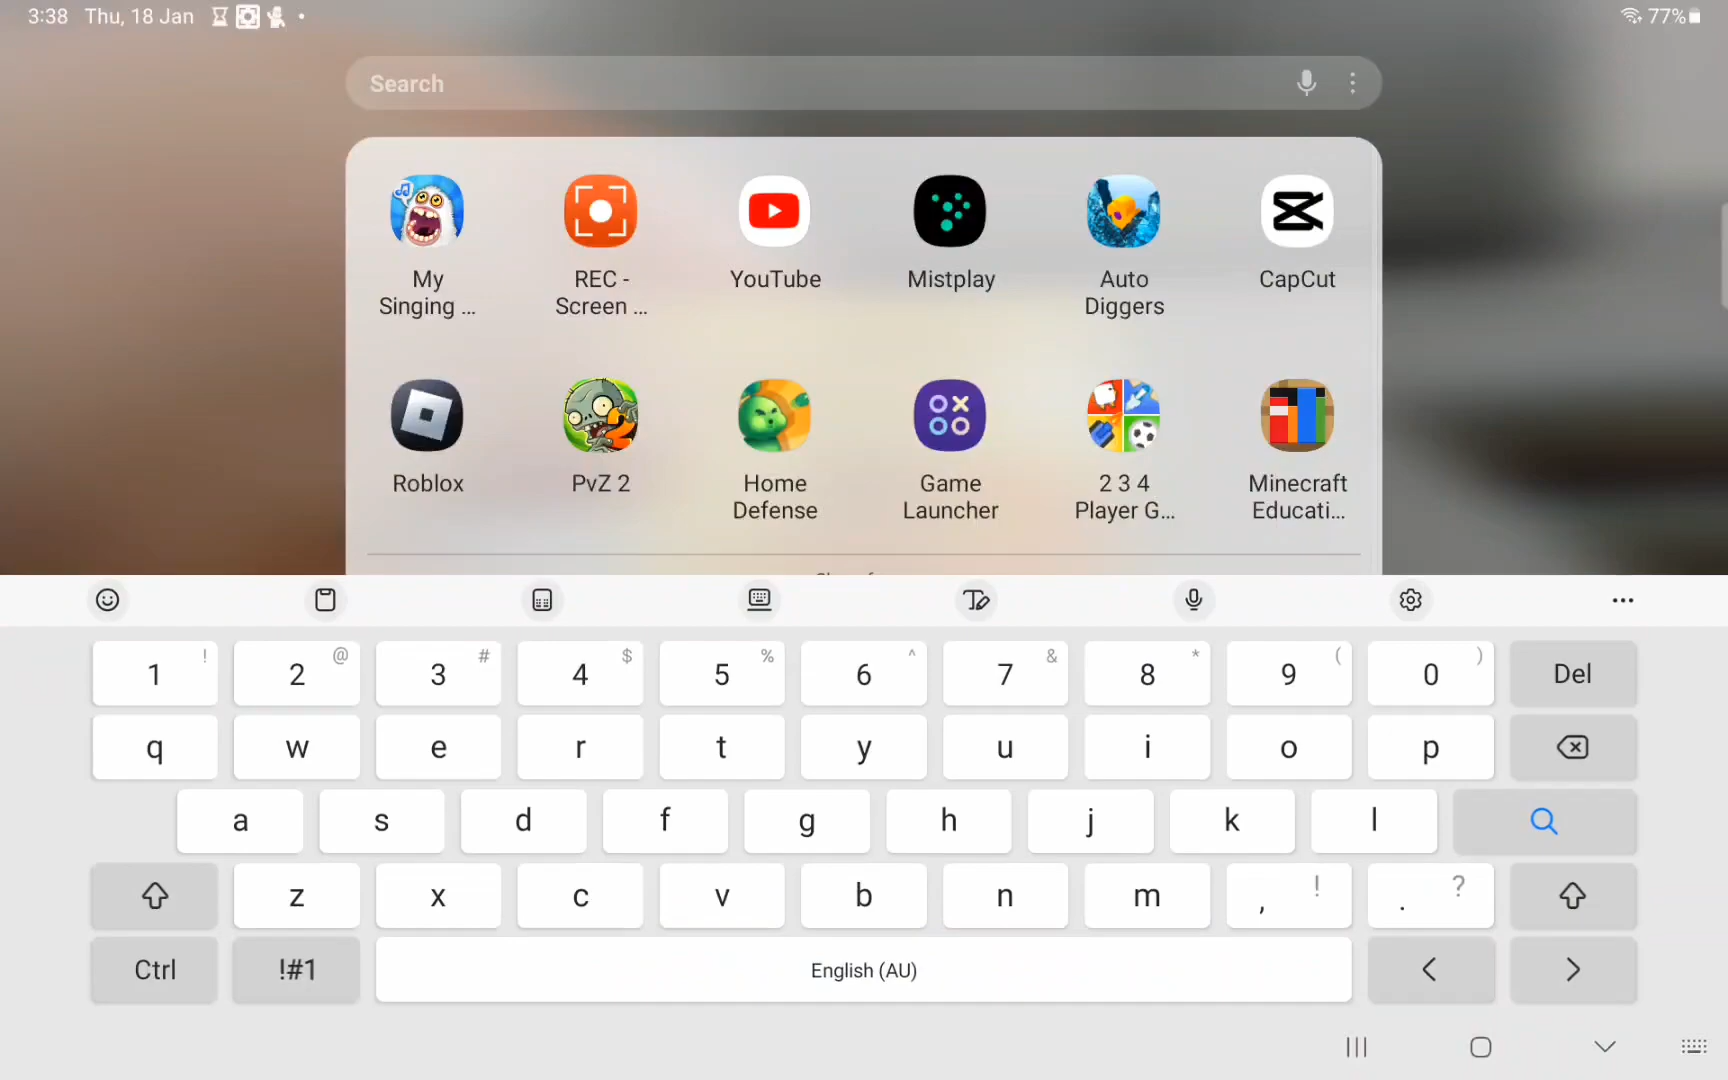 3:38 Thu, 18 Jan 77%
Search
My Singing ... REC - Screen ... YouTube Mistplay Auto Diggers CapCut
Roblox PvZ 2 Home Defense Game Launcher 2 3 4 Player G... Minecraft Educati...
1 ! 2 @ 3 # 4 $ 5 % 6 ^ 7 & 8 * 9 ( 0 ) Del
q w e r t y u i o p
a s d f g h j k l
z x c v b n m , ! . ?
Ctrl !#1 English (AU) < >